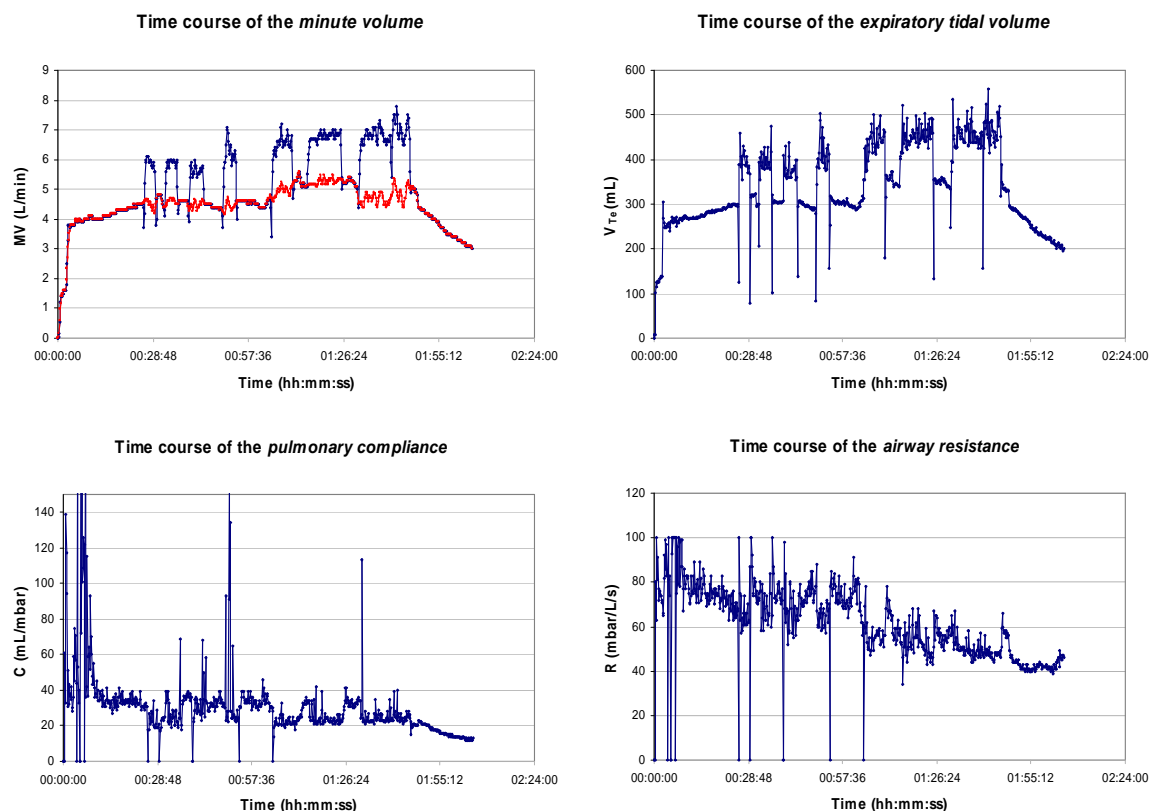 Time course of the minute volume
9
8
7
6
5
4
3
2
1
0
MV (L/min)
00:00:00 00:28:48 00:57:36 01:26:24 01:55:12 02:24:00
Time (hh:mm:ss)
Time course of the expiratory tidal volume
600
500
400
300
200
100
0
VTe (mL)
00:00:00 00:28:48 00:57:36 01:26:24 01:55:12 02:24:00
Time (hh:mm:ss)
Time course of the pulmonary compliance
140
120
100
80
60
40
20
0
C (mL/mbar)
00:00:00 00:28:48 00:57:36 01:26:24 01:55:12 02:24:00
Time (hh:mm:ss)
Time course of the airway resistance
120
100
80
60
40
20
0
R (mbar/L/s)
00:00:00 00:28:48 00:57:36 01:26:24 01:55:12 02:24:00
Time (hh:mm:ss)